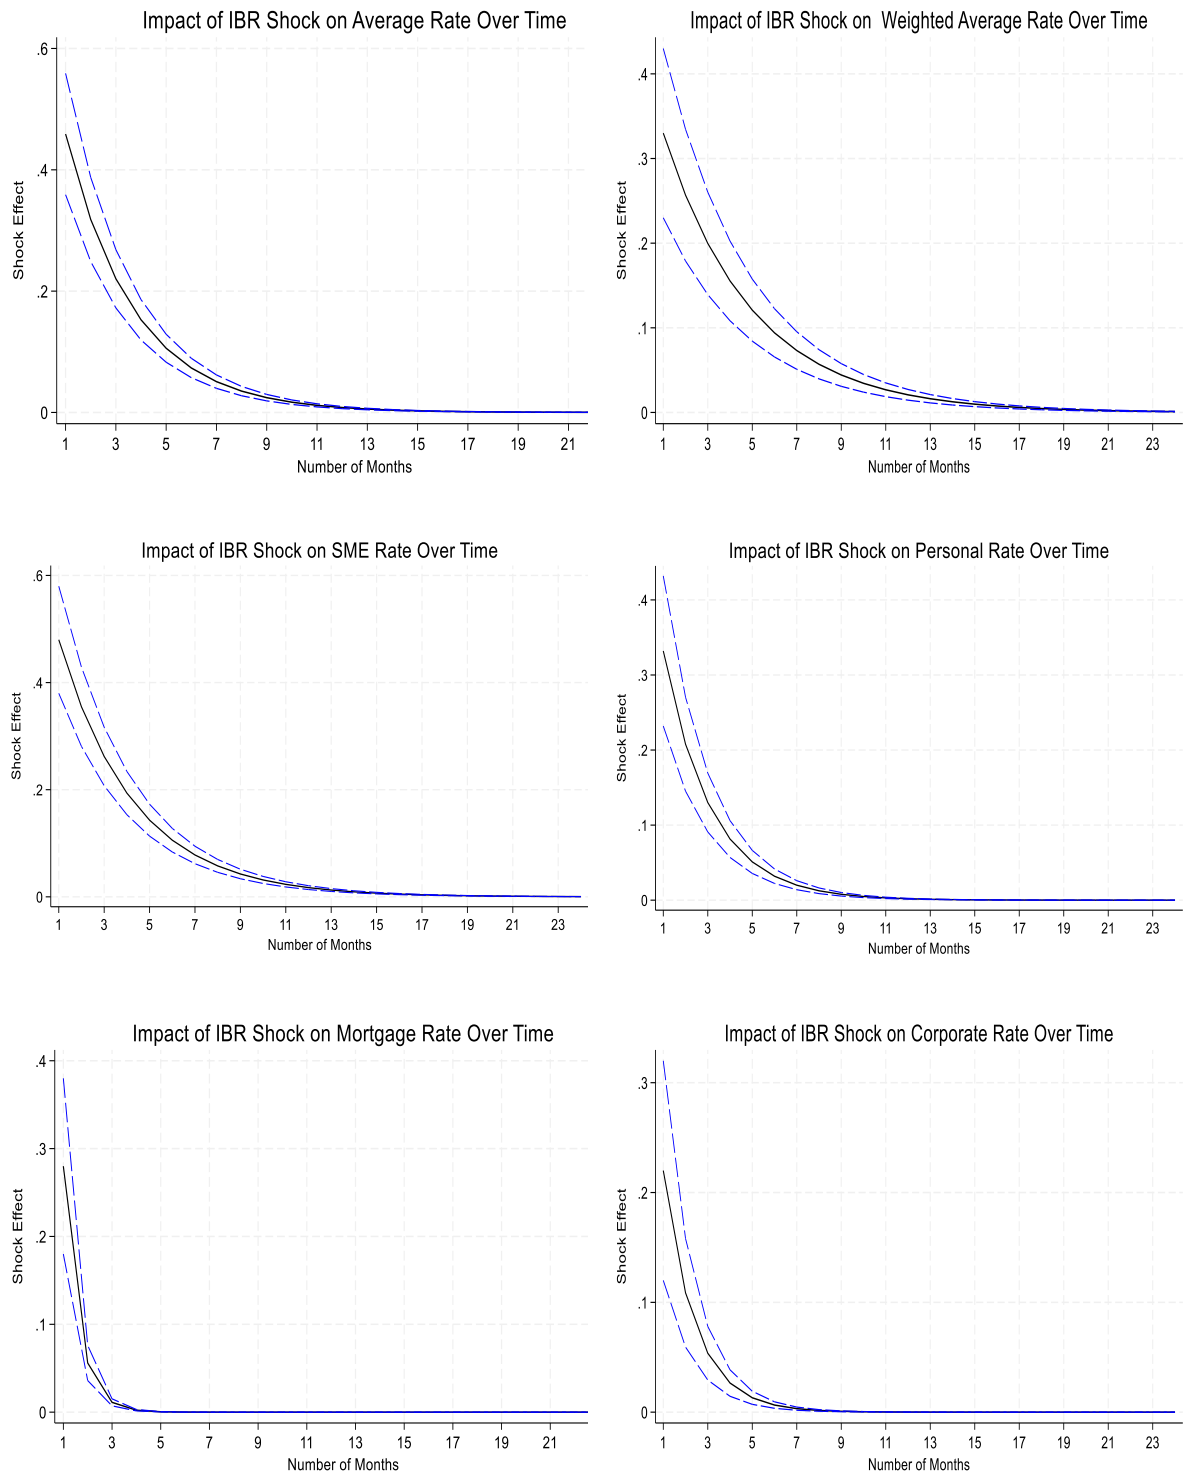 Impact of IBR Shock on Average Rate Over Time
.6
.4
.2
0
Shock Effect
1 3 5 7 9 11 13 15 17 19 21
Number of Months
Impact of IBR Shock on  Weighted Average Rate Over Time
.4
.3
.2
.1
0
Shock Effect
1 3 5 7 9 11 13 15 17 19 21 23
Number of Months
Impact of IBR Shock on SME Rate Over Time
.6
.4
.2
0
Shock Effect
1 3 5 7 9 11 13 15 17 19 21 23
Number of Months
Impact of IBR Shock on Personal Rate Over Time
.4
.3
.2
.1
0
Shock Effect
1 3 5 7 9 11 13 15 17 19 21 23
Number of Months
Impact of IBR Shock on Mortgage Rate Over Time
.4
.3
.2
.1
0
Shock Effect
1 3 5 7 9 11 13 15 17 19 21
Number of Months
Impact of IBR Shock on Corporate Rate Over Time
.3
.2
.1
0
Shock Effect
1 3 5 7 9 11 13 15 17 19 21 23
Number of Months